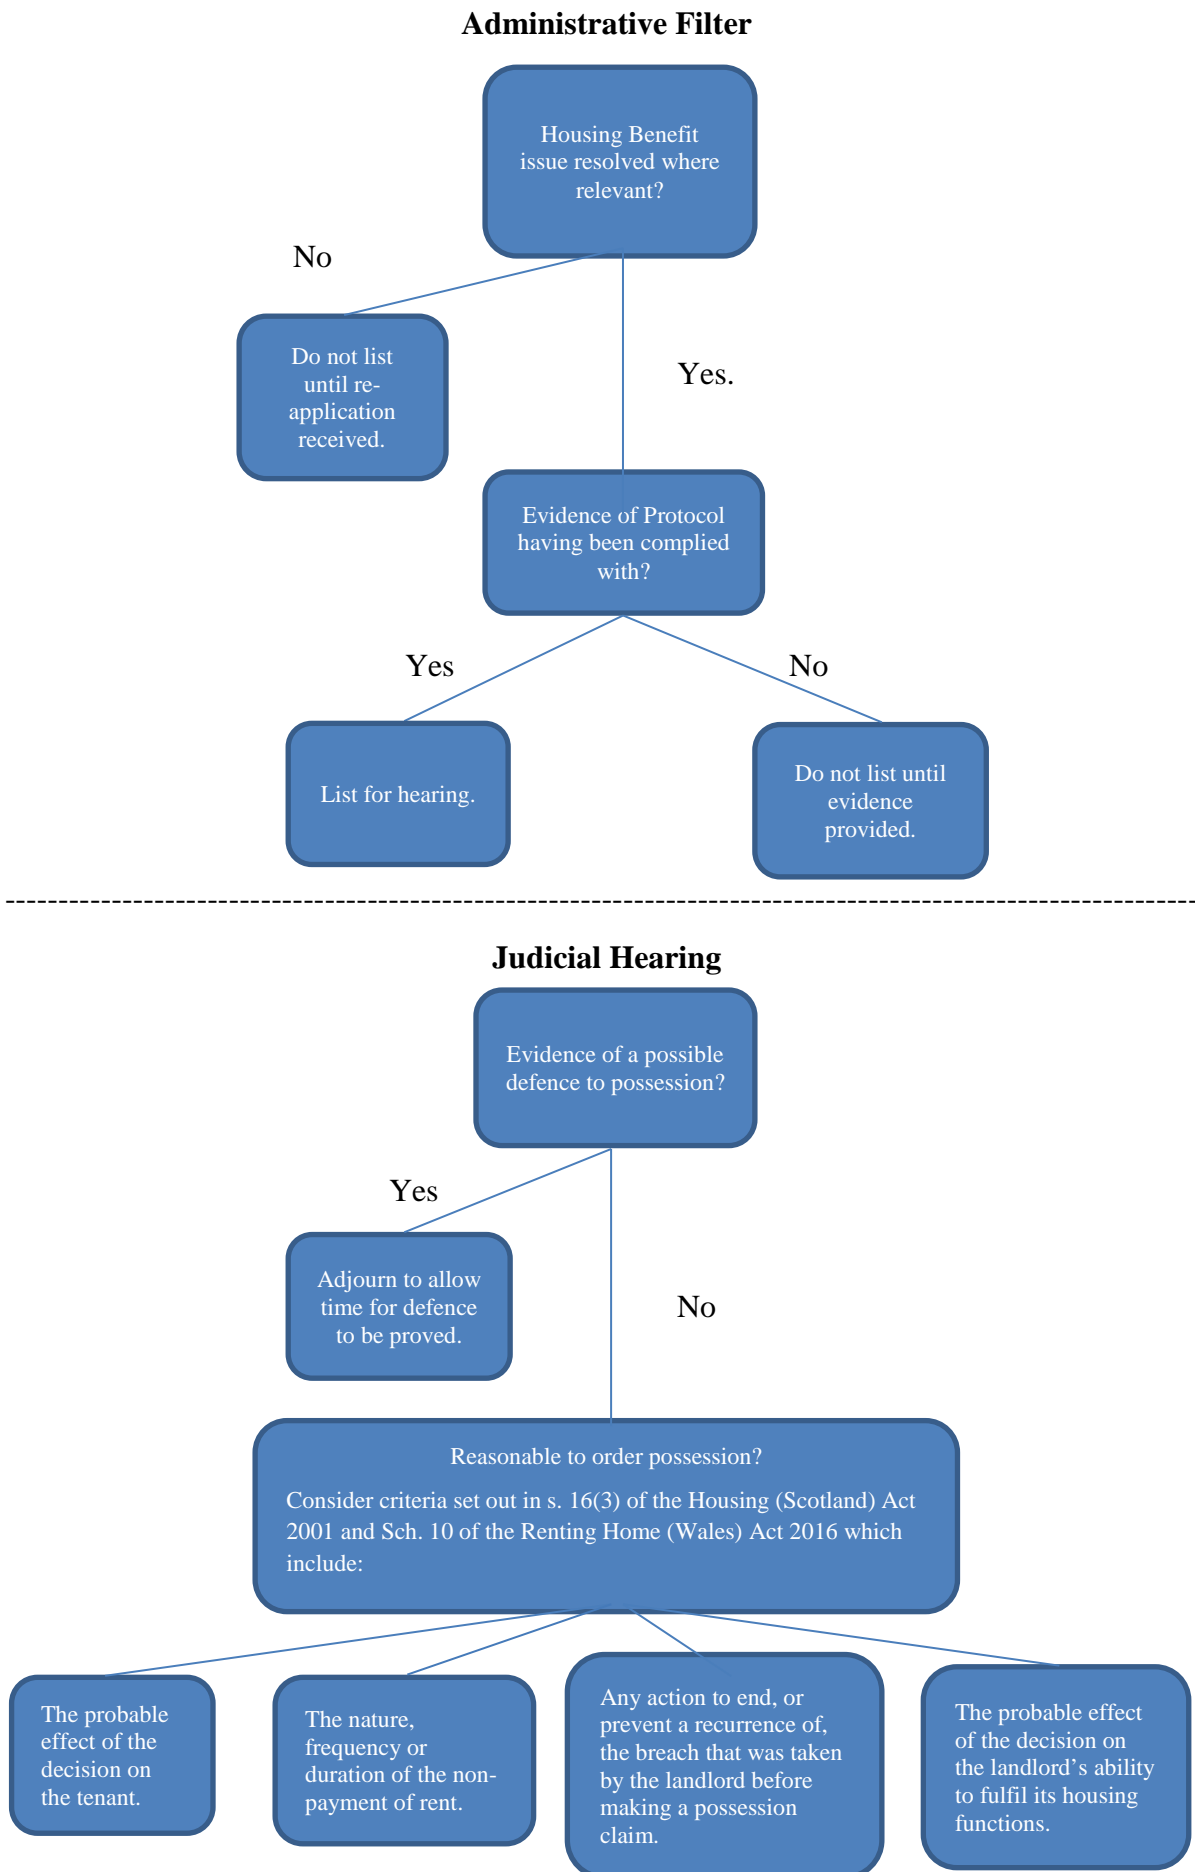 Administrative Filter
Housing Benefit
issue resolved where
relevant?
No
Do not list
until re-
application
received.
Yes.
Evidence of Protocol
having been complied
with?
Yes
No
List for hearing.
Do not list until
evidence
provided.
Judicial Hearing
Evidence of a possible
defence to possession?
Yes
Adjourn to allow
time for defence
to be proved.
No
Reasonable to order possession?
Consider criteria set out in s. 16(3) of the Housing (Scotland) Act
2001 and Sch. 10 of the Renting Home (Wales) Act 2016 which
include:
The probable
effect of the
decision on
the tenant.
The nature,
frequency or
duration of the non-
payment of rent.
Any action to end, or
prevent a recurrence of,
the breach that was taken
by the landlord before
making a possession
claim.
The probable effect
of the decision on
the landlord’s ability
to fulfil its housing
functions.